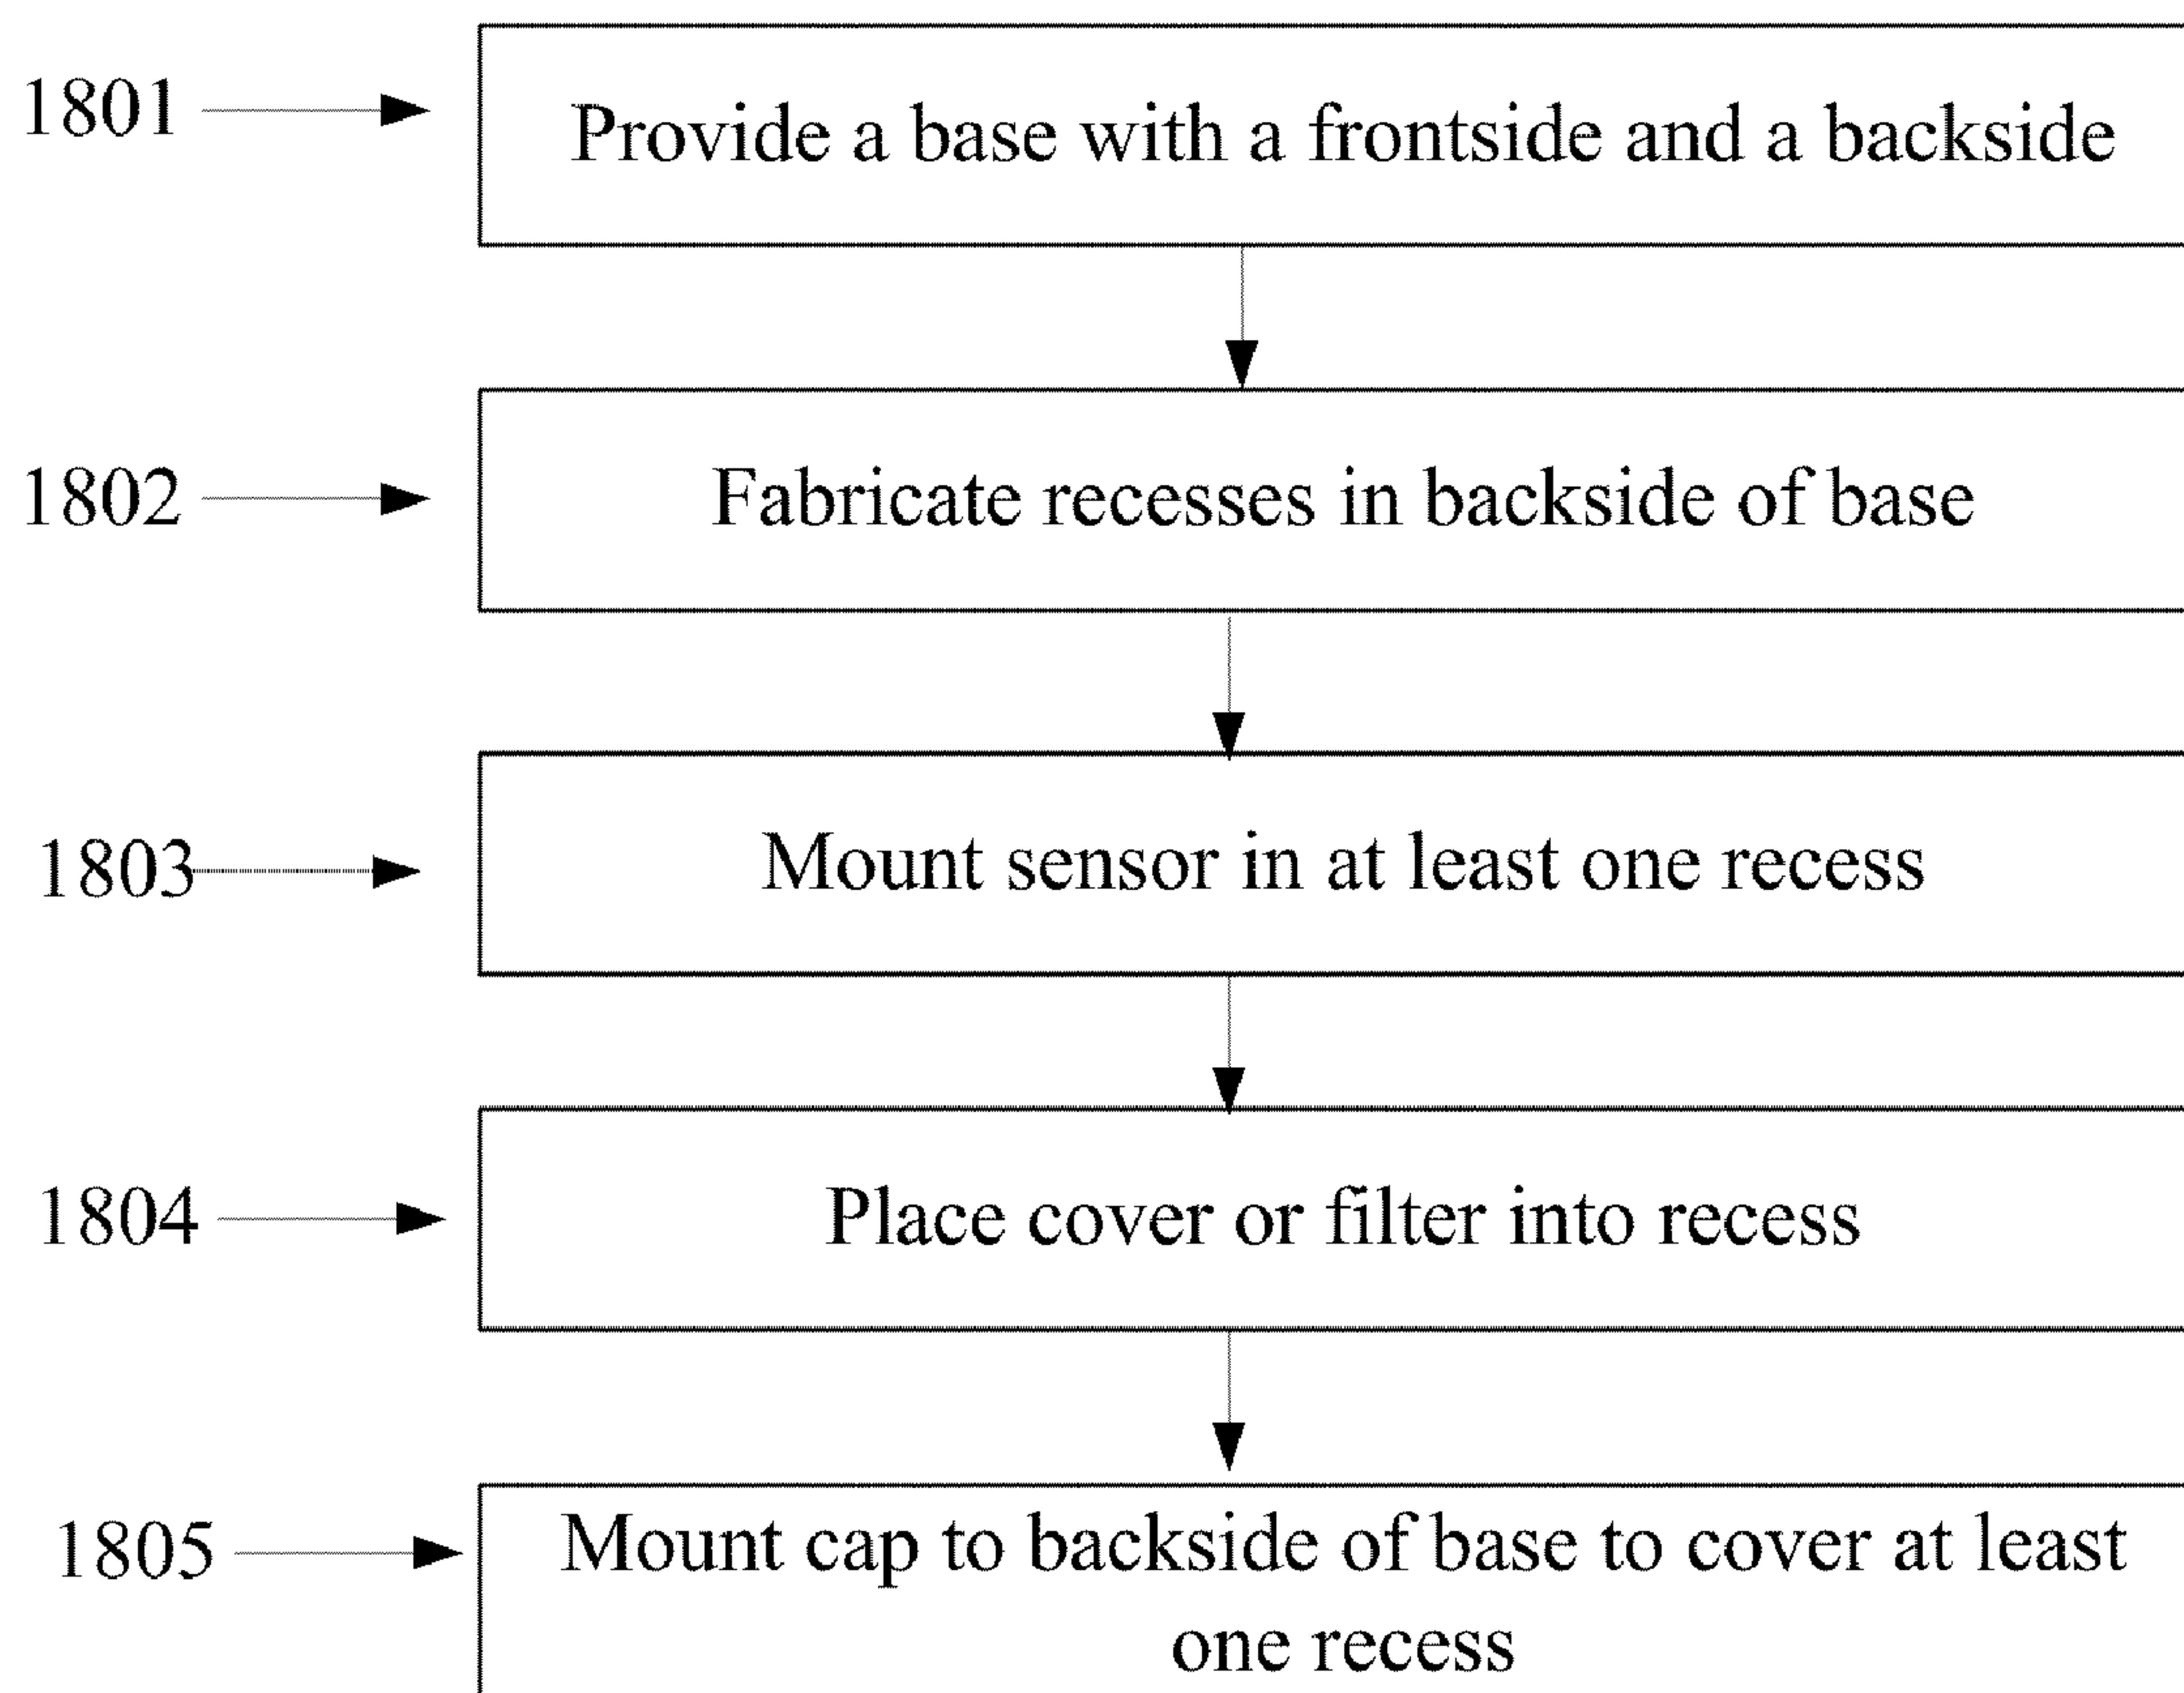 1801
Provide a base with a frontside and a backside
1802
Fabricate recesses in backside of base
1803
Mount sensor in at least one recess
1804
Place cover or filter into recess
1805
Mount cap to backside of base to cover at least
one recess